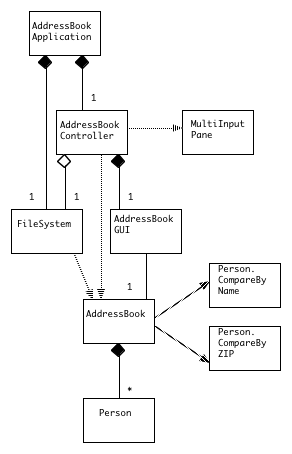 AddressBook
Application
1
AddressBook
Controller
MultiInput
Pane
1
1
1
FileSystem
AddressBook
GUI
Person.
CompareBy
Name
1
AddressBook
Person.
CompareBy
ZIP
*
Person